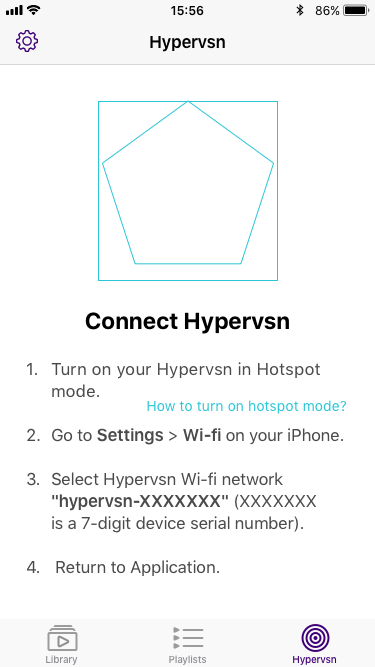 15:56
86%
Hypervsn
Connect Hypervsn
1. Turn on your Hypervsn in Hotspot
mode.
How to turn on hotspot mode?
2. Go to Settings > Wi-fi on your iPhone.
3. Select Hypervsn Wi-fi network
"hypervsn-XXXXXXX" (XXXXXXX
is a 7-digit device serial number).
4. Return to Application.
Library
Playlists
Hypervsn